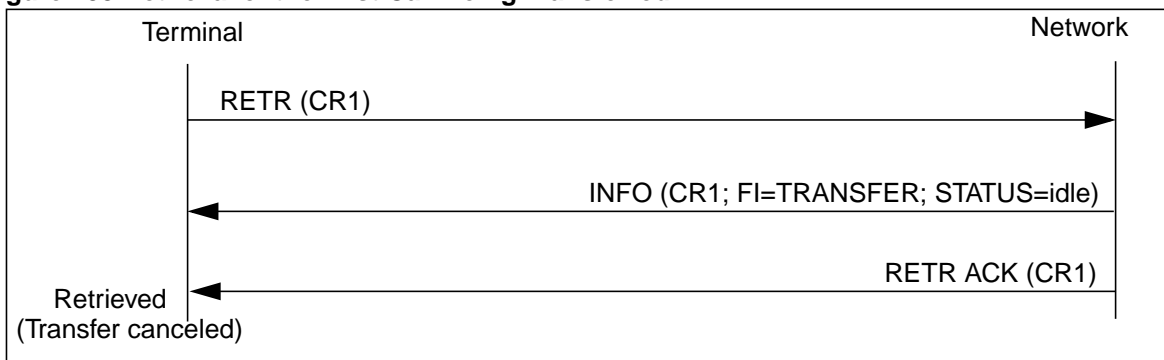 Terminal
Network
RETR (CR1)
INFO (CR1; FI=TRANSFER; STATUS=idle)
RETR ACK (CR1)
Retrieved
(Transfer canceled)